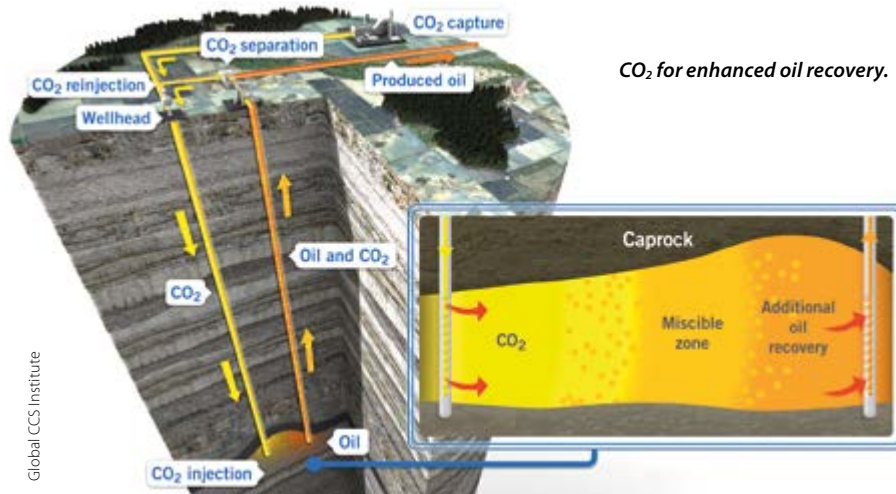 CO₂ capture
CO₂ separation
CO₂ reinjection
Produced oil
Wellhead
CO₂ for enhanced oil recovery.
Oil and CO₂
CO₂
Oil
CO₂ injection
Caprock
CO₂
Miscible
zone
Additional
oil
recovery
Global CCS Institute